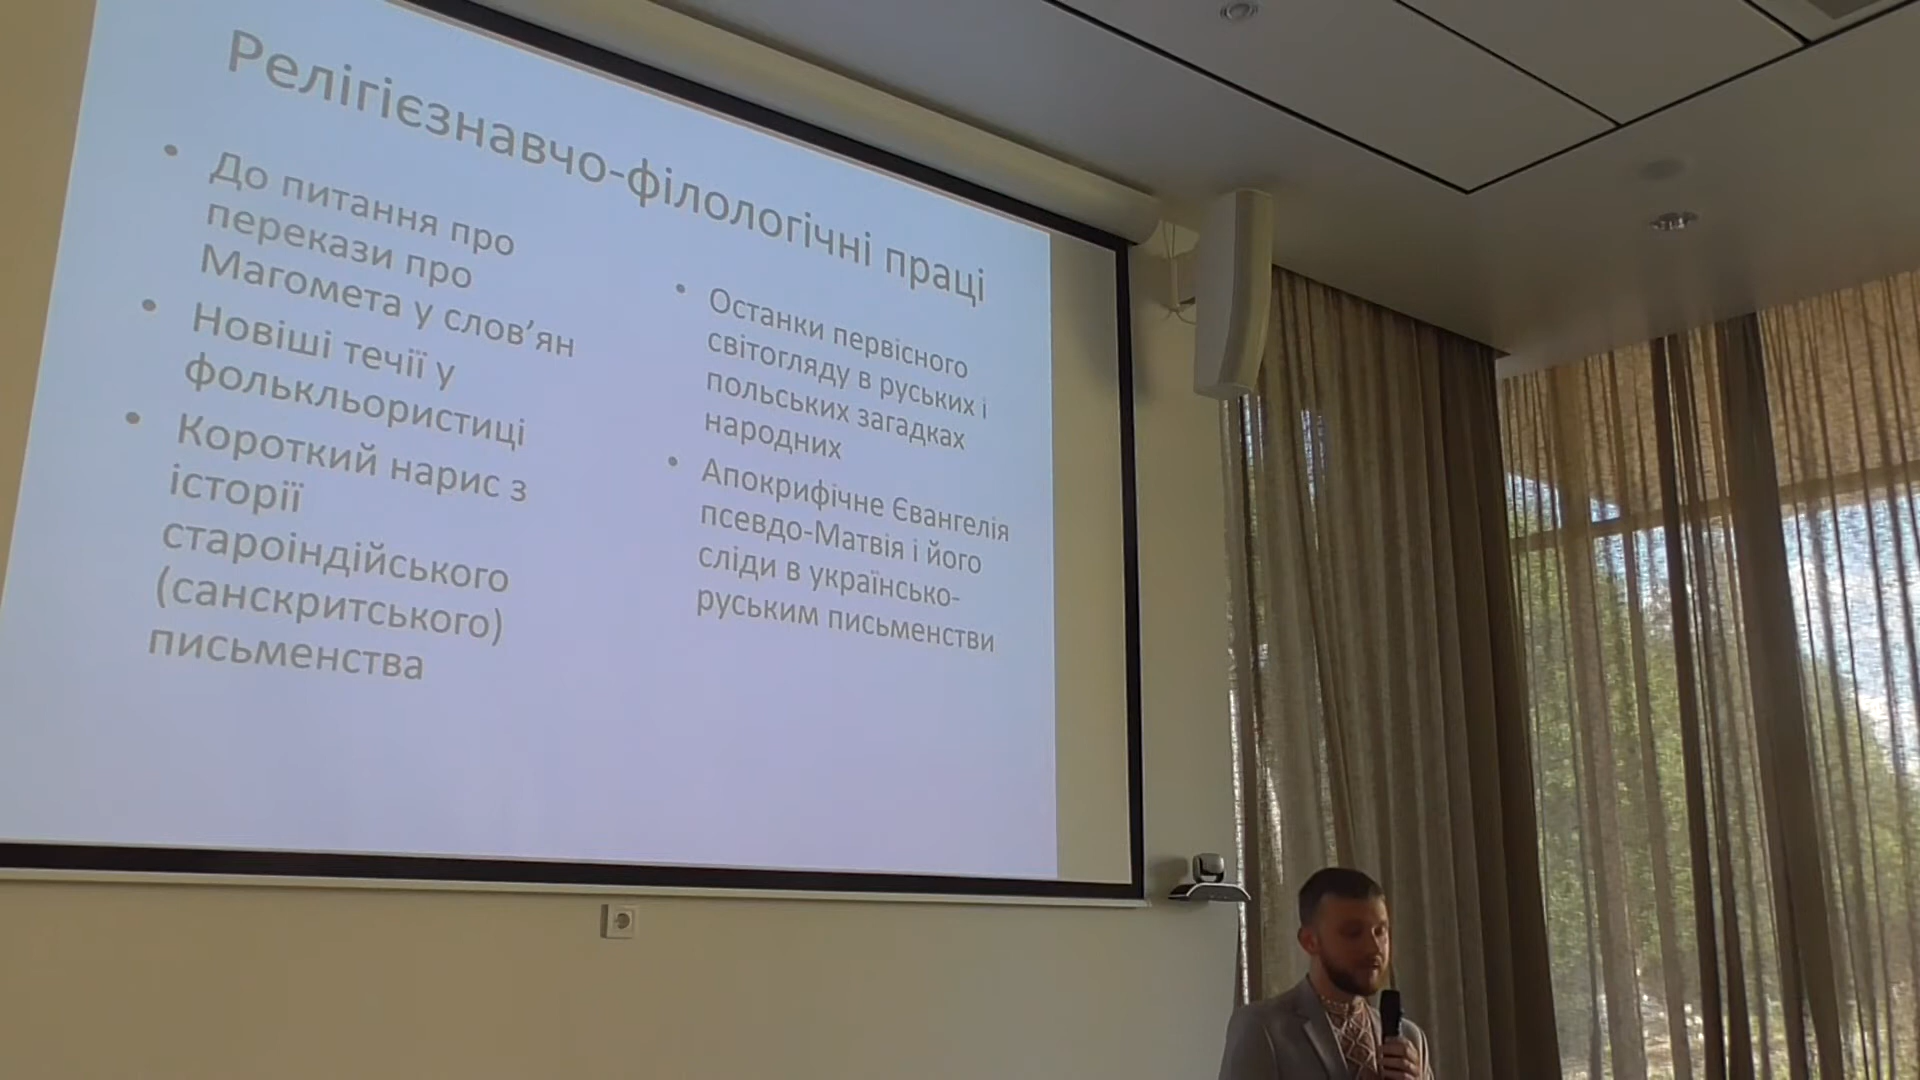 Релігієзнавчо-філологічні праці
• До питання про
перекази про
Магомета у слов’ян
• Новіші течії у
фолькльористиці
• Короткий нарис з
історії
староіндійського
(санскритського)
письменства
• Останки первісного
світогляду в руських і
польських загадках
народних
• Апокрифічне Євангелія
псевдо-Матвія і його
сліди в українсько-
руським письменстви